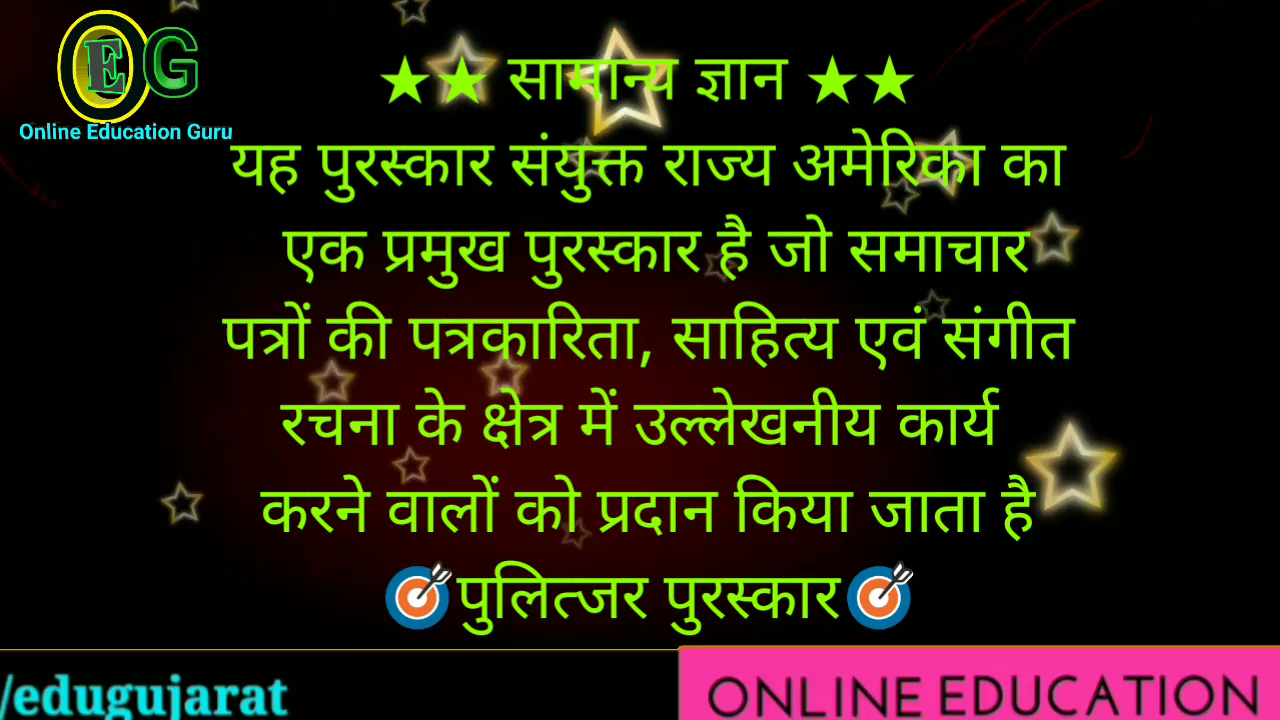 OEG
Online Education Guru
★★ सामान्य ज्ञान ★★
यह पुरस्कार संयुक्त राज्य अमेरिका का
एक प्रमुख पुरस्कार है जो समाचार
पत्रों की पत्रकारिता, साहित्य एवं संगीत
रचना के क्षेत्र में उल्लेखनीय कार्य
करने वालों को प्रदान किया जाता है
🎯पुलित्जर पुरस्कार🎯
/edugujarat
ONLINE EDUCATION